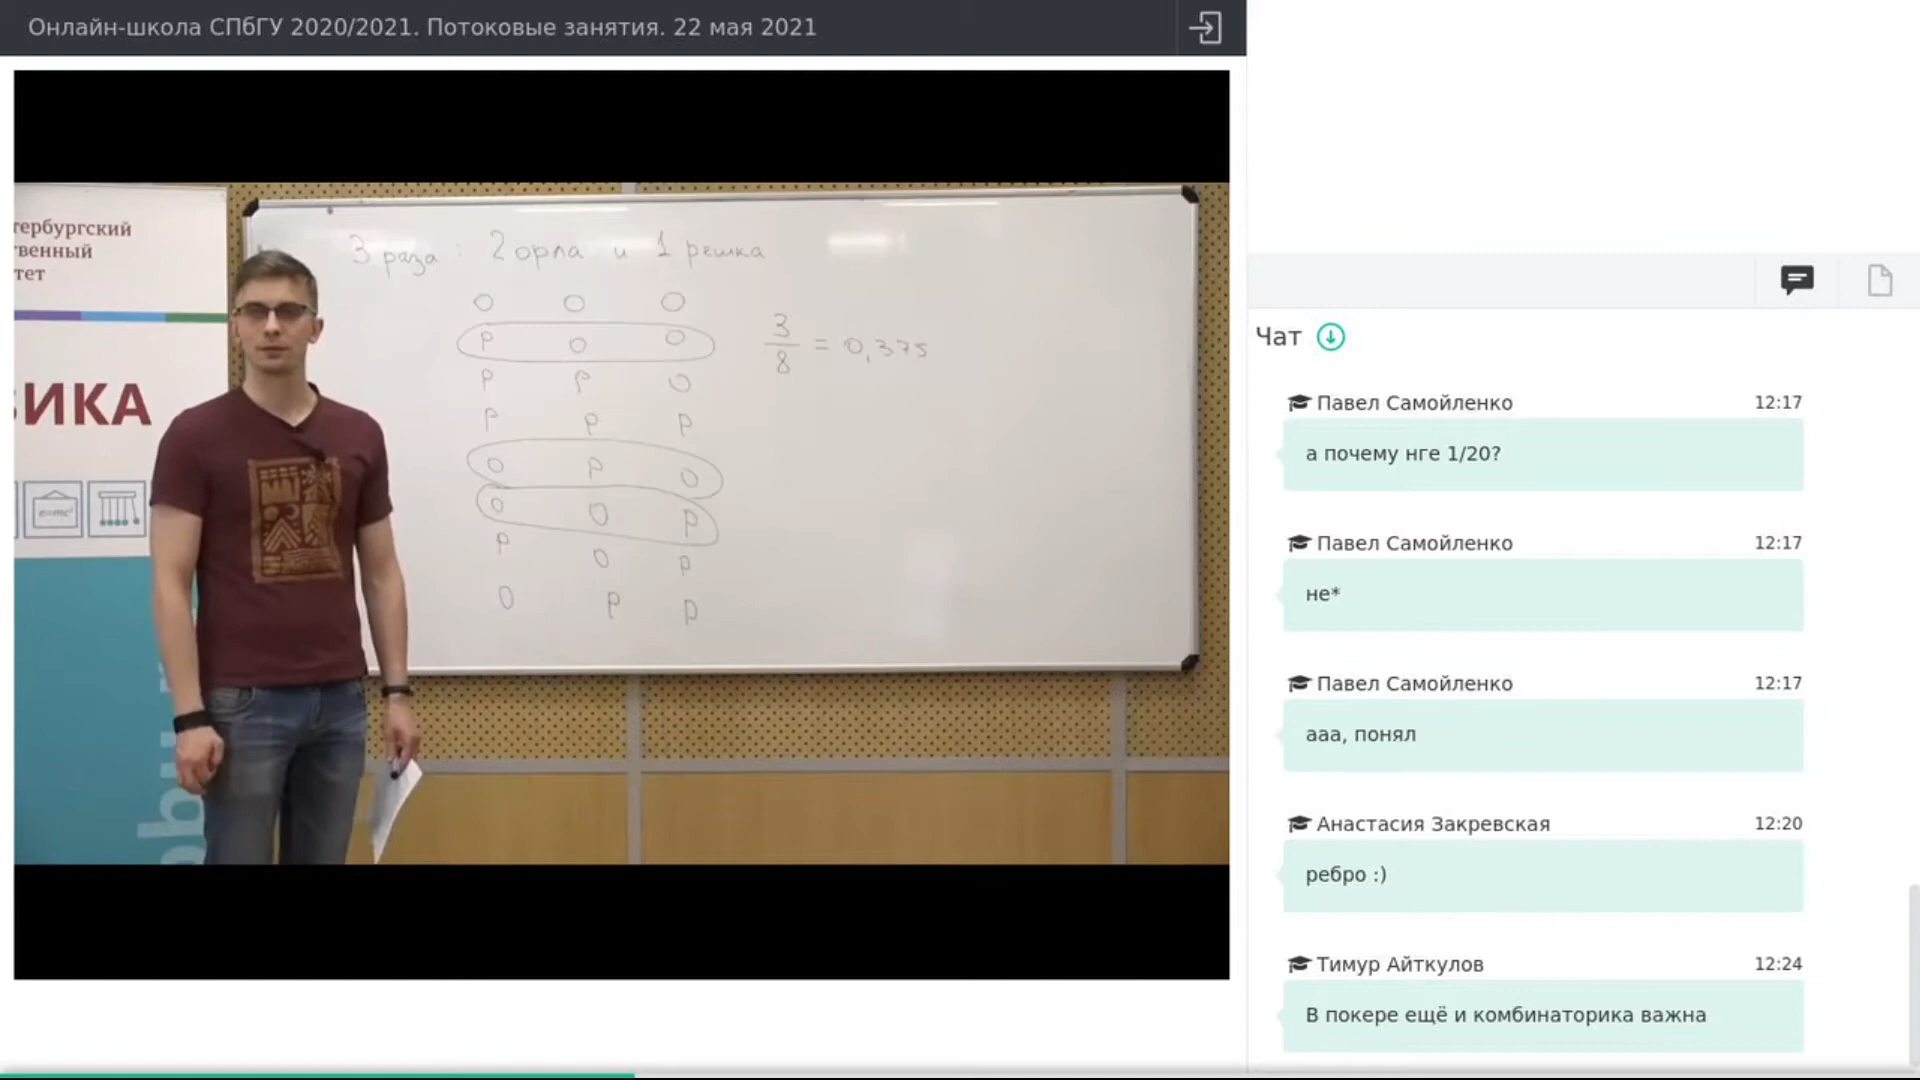 Онлайн-школа СПбГУ 2020/2021. Потоковые занятия. 22 мая 2021
тербургский
твенный
тет
ЗИКА
e=mc²
3 раза : 2 орла и 1 решка
О О О
Р О О
3/8 = 0,375
Р Р О
Р Р Р
О Р О
О О Р
Р О Р
О Р Р
Чат
Павел Самойленко 12:17
а почему нге 1/20?
Павел Самойленко 12:17
не*
Павел Самойленко 12:17
ааа, понял
Анастасия Закревская 12:20
ребро :)
Тимур Айткулов 12:24
В покере ещё и комбинаторика важна